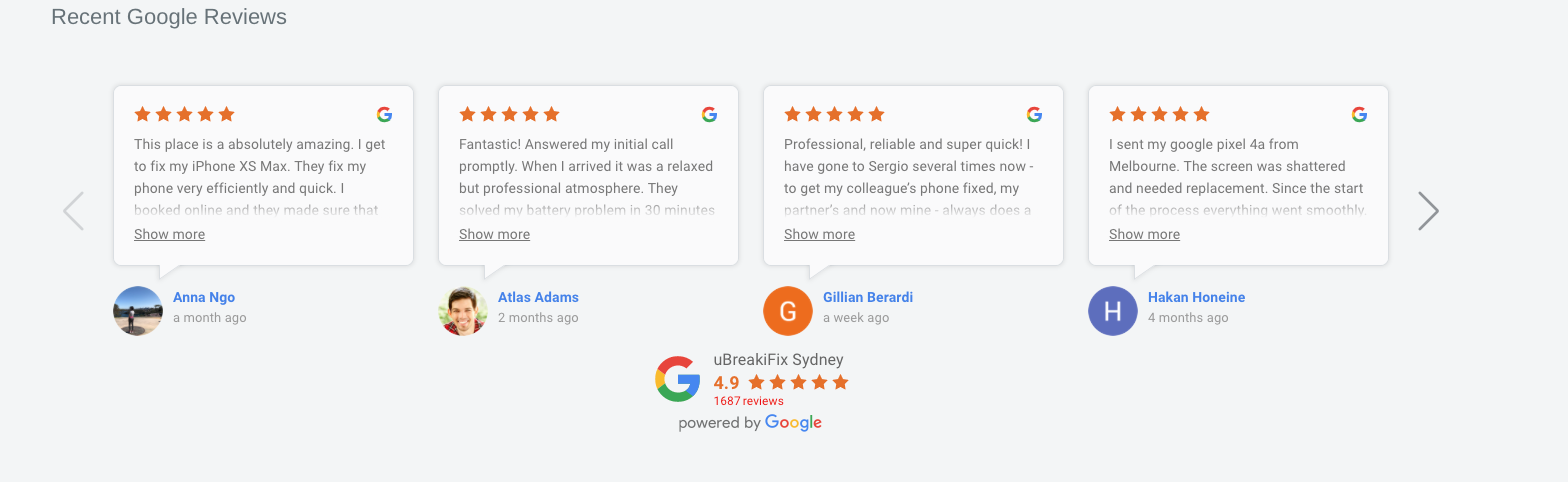 Recent Google Reviews
This place is a absolutely amazing. I get
to fix my iPhone XS Max. They fix my
phone very efficiently and quick. I
booked online and they made sure that
Show more
Anna Ngo
a month ago
Fantastic! Answered my initial call
promptly. When I arrived it was a relaxed
but professional atmosphere. They
solved my battery problem in 30 minutes
Show more
Atlas Adams
2 months ago
Professional, reliable and super quick! I
have gone to Sergio several times now -
to get my colleague’s phone fixed, my
partner’s and now mine - always does a
Show more
G
Gillian Berardi
a week ago
I sent my google pixel 4a from
Melbourne. The screen was shattered
and needed replacement. Since the start
of the process everything went smoothly.
Show more
H
Hakan Honeine
4 months ago
uBreakiFix Sydney
4.9
1687 reviews
powered by Google